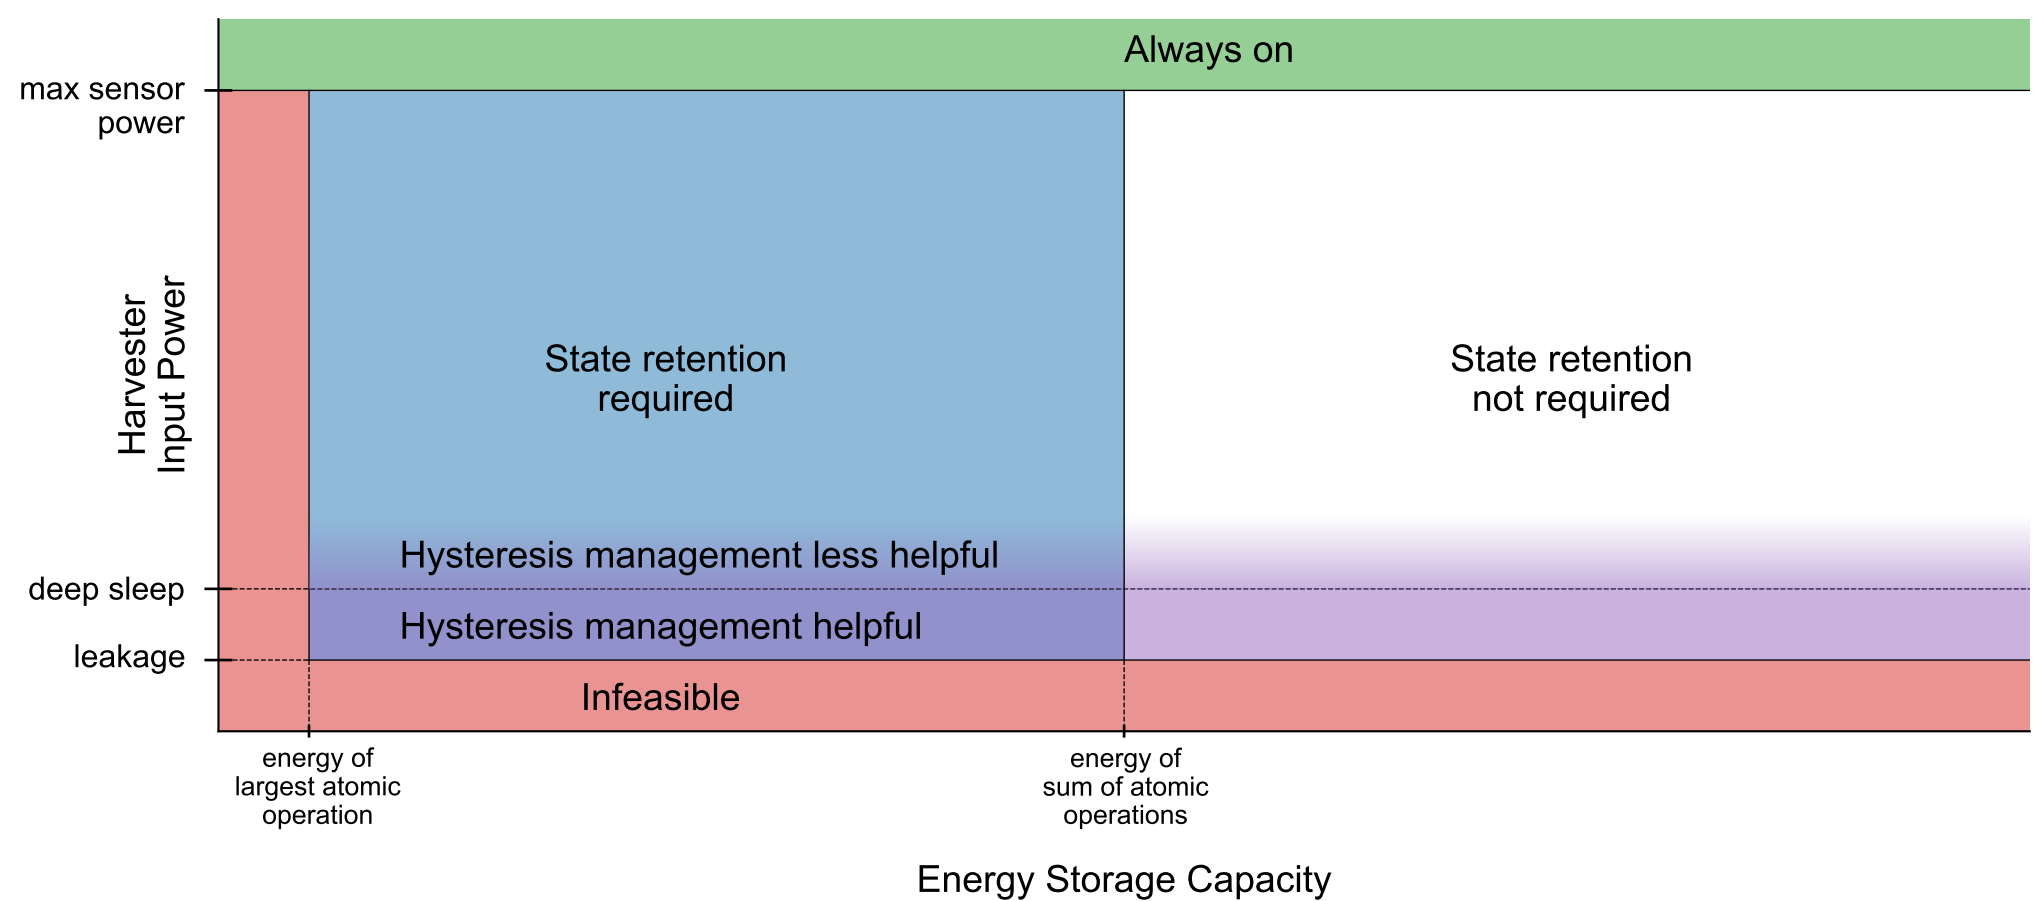 Always on
max sensor
power
Harvester
Input Power
State retention
required
State retention
not required
Hysteresis management less helpful
deep sleep
Hysteresis management helpful
leakage
Infeasible
energy of
largest atomic
operation
energy of
sum of atomic
operations
Energy Storage Capacity